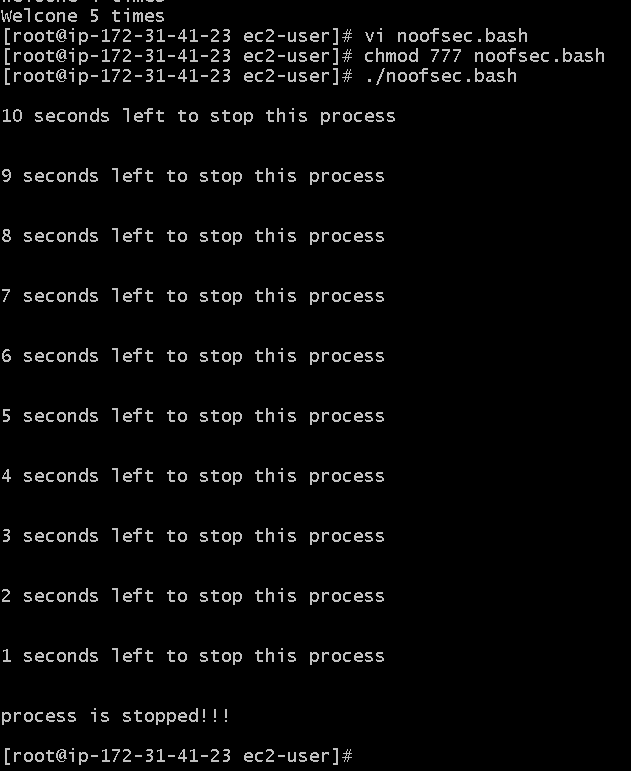 Welcone 5 times
[root@ip-172-31-41-23 ec2-user]# vi noofsec.bash
[root@ip-172-31-41-23 ec2-user]# chmod 777 noofsec.bash
[root@ip-172-31-41-23 ec2-user]# ./noofsec.bash
10 seconds left to stop this process
9 seconds left to stop this process
8 seconds left to stop this process
7 seconds left to stop this process
6 seconds left to stop this process
5 seconds left to stop this process
4 seconds left to stop this process
3 seconds left to stop this process
2 seconds left to stop this process
1 seconds left to stop this process
process is stopped!!!
[root@ip-172-31-41-23 ec2-user]#